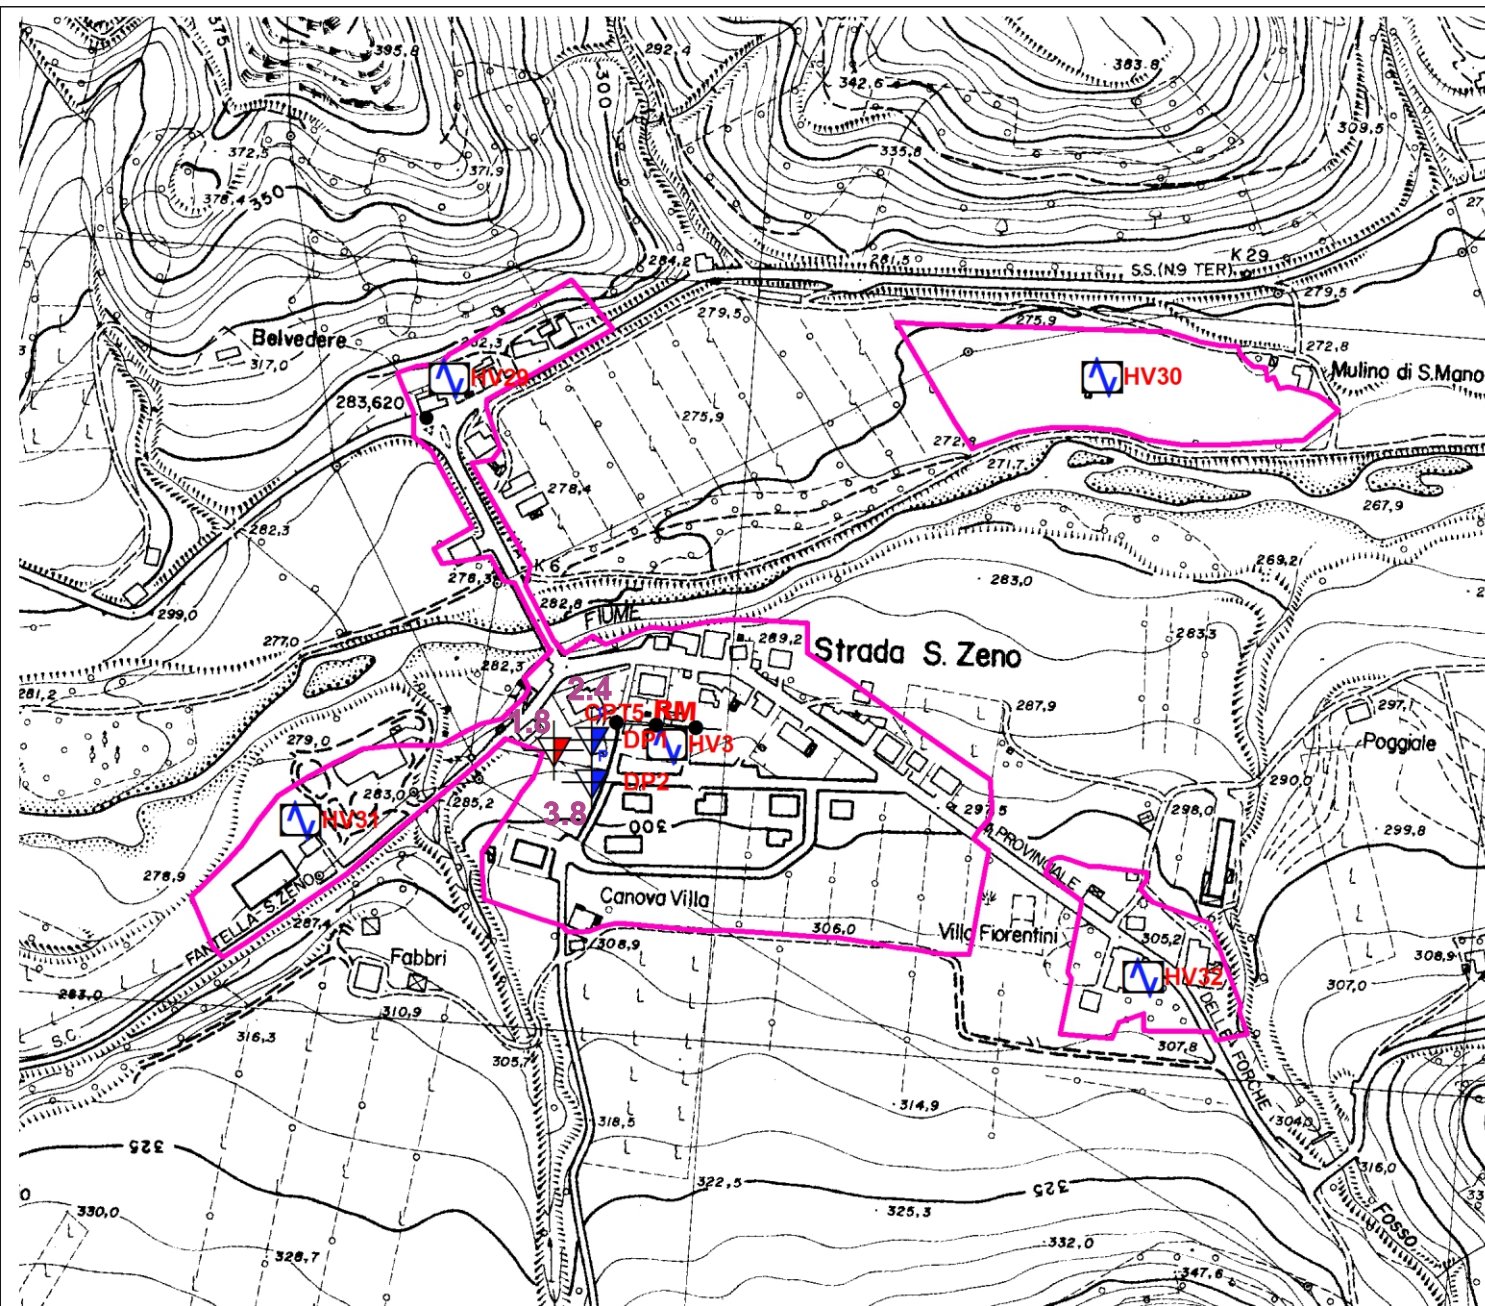 375
395,8
292,4
300
383.8
342,6
309,5
335,8
372,5
371,9
378,4
350
27
284,2
281,5
K 29
S.S.(N.9 TER)
279,5
279,5
275,9
Belvedere
282,3
317,0
272,8
HV29
HV30
Mulino di S.Mano
283,620
275,9
272,8
271,7
278,4
267,9
282,3
269,2
K 6
278,3
283,0
299,0
282,8
FIUME
277,0
289,2
283,3
Strada S. Zeno
282,3
281,2
2.4
287,9
297,1
CPT5
RM
1.8
279,0
DP1
HV3
Poggiale
P
DP2
290,0
283,0
285,2
3.8
297,5
298,0
HV31
300
299,8
A PROVINCIALE
278,9
FANTELLA S.ZENO
Canova Villa
287,4
306,0
Villa Fiorentini
305,2
308,9
Fabbri
308,9
HV32
307,0
283,0
310,9
DELLE FORCHE
S.C.
316,3
305,7
307,8
314,9
318,5
304,0
325
316,0
322,5
325
330,0
325,3
Fosso
328,7
332,0
347,6